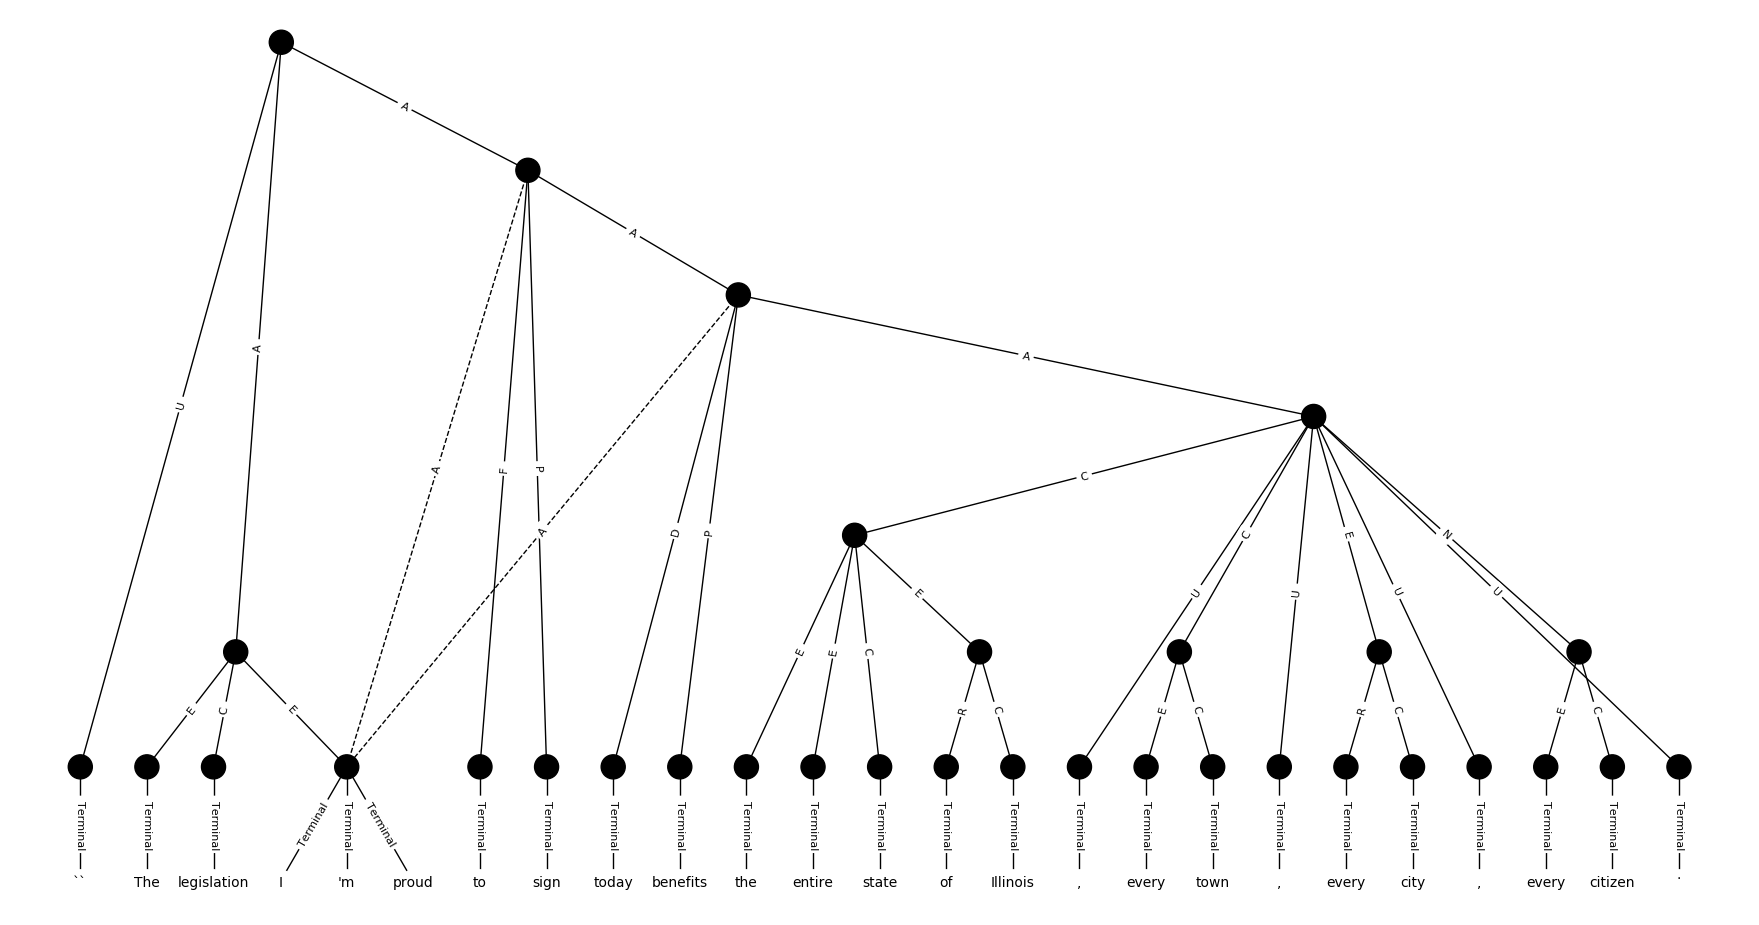 A
A
A
A
U
A
F
P
A
D
P
C
C
E
N
U
U
U
U
E
E
C
E
E
C
E
R
C
E
C
R
C
E
C
Terminal Terminal Terminal Terminal Terminal Terminal Terminal Terminal Terminal Terminal Terminal Terminal Terminal Terminal Terminal Terminal Terminal Terminal Terminal Terminal Terminal Terminal Terminal Terminal Terminal
`` The legislation I 'm proud to sign today benefits the entire state of Illinois , every town , every city , every citizen .